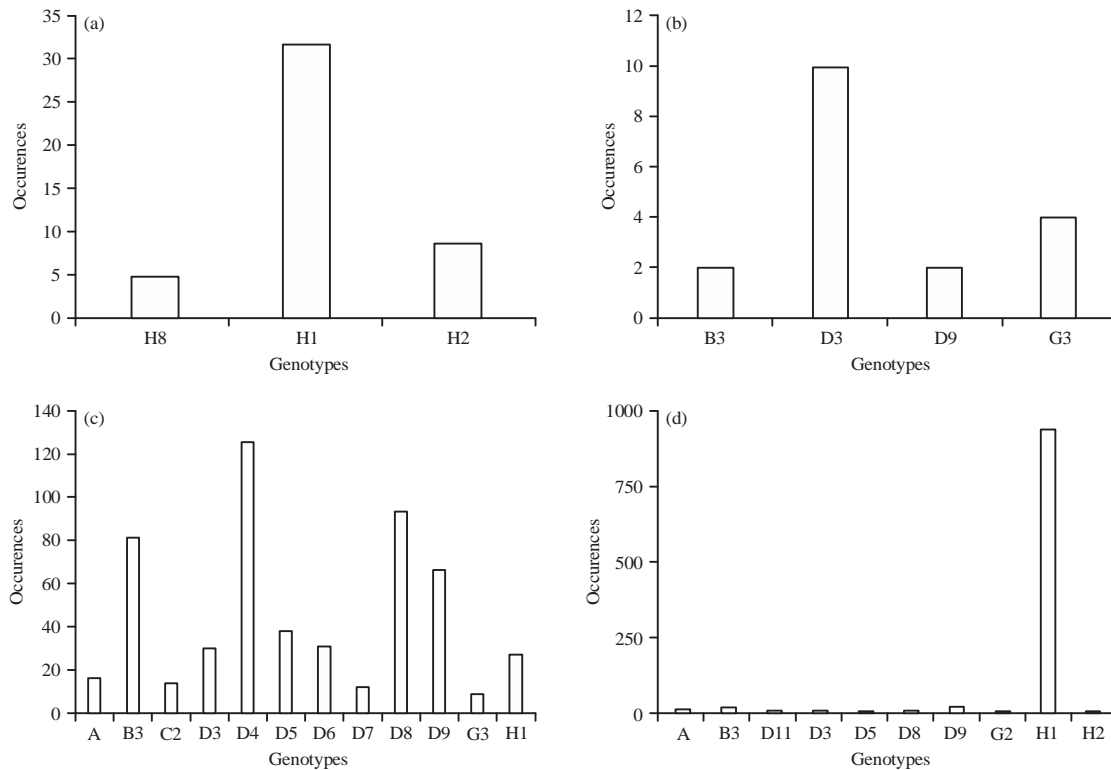 (a)
35
30
25
20
15
10
5
0
Occurences
H8 H1 H2
Genotypes
(b)
12
10
8
6
4
2
0
Occurences
B3 D3 D9 G3
Genotypes
(c)
140
120
100
80
60
40
20
0
Occurences
A B3 C2 D3 D4 D5 D6 D7 D8 D9 G3 H1
Genotypes
(d)
1000
750
500
250
0
Occurences
A B3 D11 D3 D5 D8 D9 G2 H1 H2
Genotypes